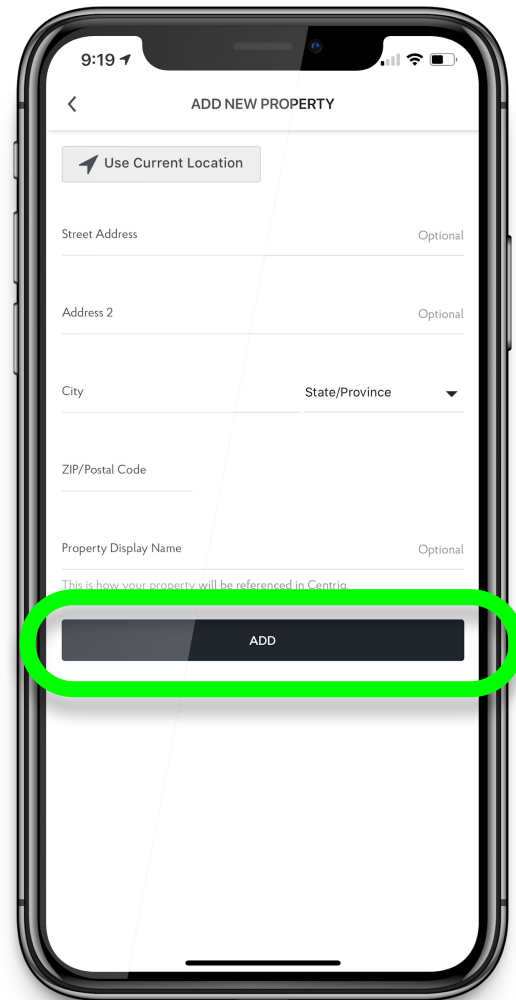 9:19
ADD NEW PROPERTY
Use Current Location
Street Address Optional
Address 2 Optional
City State/Province
ZIP/Postal Code
Property Display Name Optional
This is how your property will be referenced in Centriq.
ADD